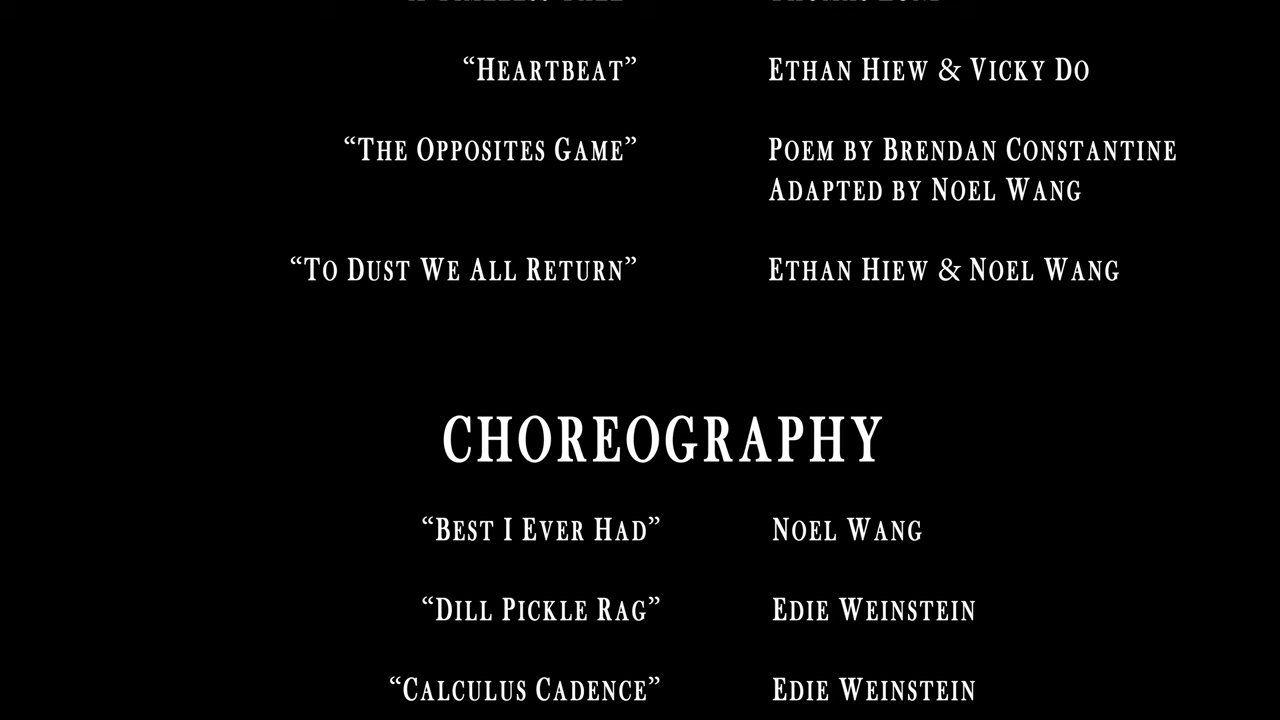 “Heartbeat” Ethan Hiew & Vicky Do
“The Opposites Game” Poem by Brendan Constantine
Adapted by Noel Wang
“To Dust We All Return” Ethan Hiew & Noel Wang
CHOREOGRAPHY
“Best I Ever Had” Noel Wang
“Dill Pickle Rag” Edie Weinstein
“Calculus Cadence” Edie Weinstein